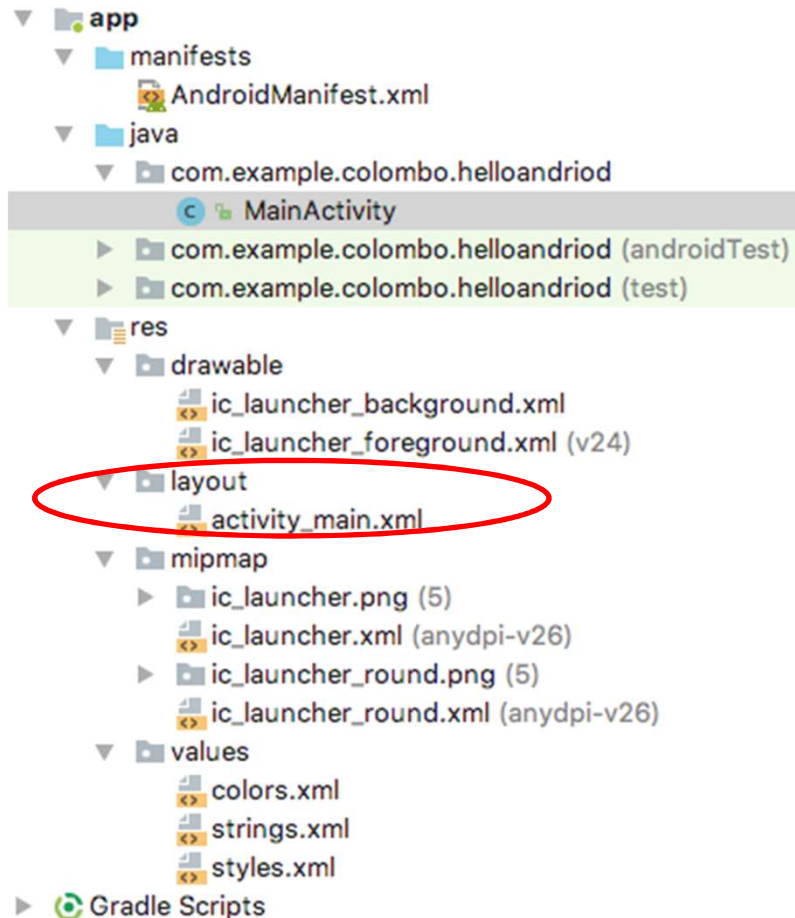 app
manifests
AndroidManifest.xml
java
com.example.colombo.helloandriod
MainActivity
com.example.colombo.helloandriod (androidTest)
com.example.colombo.helloandriod (test)
res
drawable
ic_launcher_background.xml
ic_launcher_foreground.xml (v24)
layout
activity_main.xml
mipmap
ic_launcher.png (5)
ic_launcher.xml (anydpi-v26)
ic_launcher_round.png (5)
ic_launcher_round.xml (anydpi-v26)
values
colors.xml
strings.xml
styles.xml
Gradle Scripts